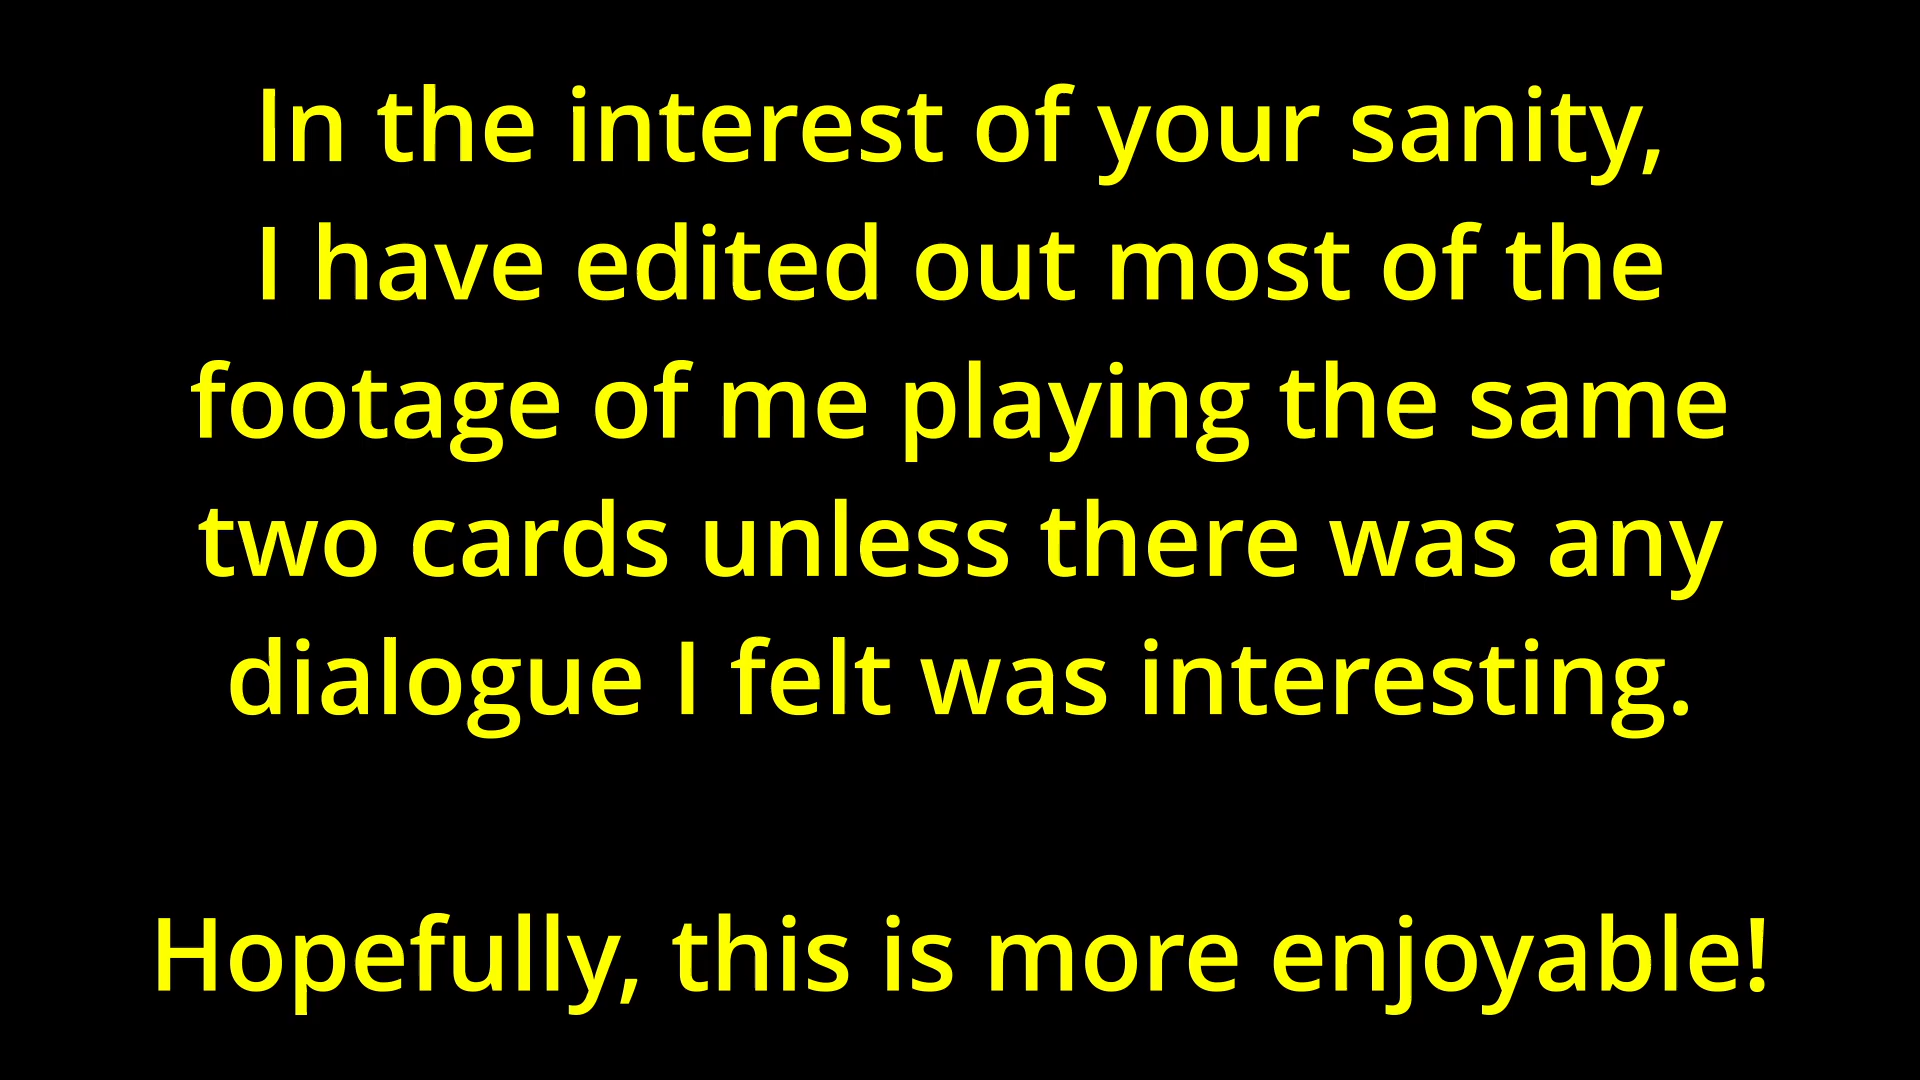 In the interest of your sanity,
I have edited out most of the
footage of me playing the same
two cards unless there was any
dialogue I felt was interesting.
Hopefully, this is more enjoyable!